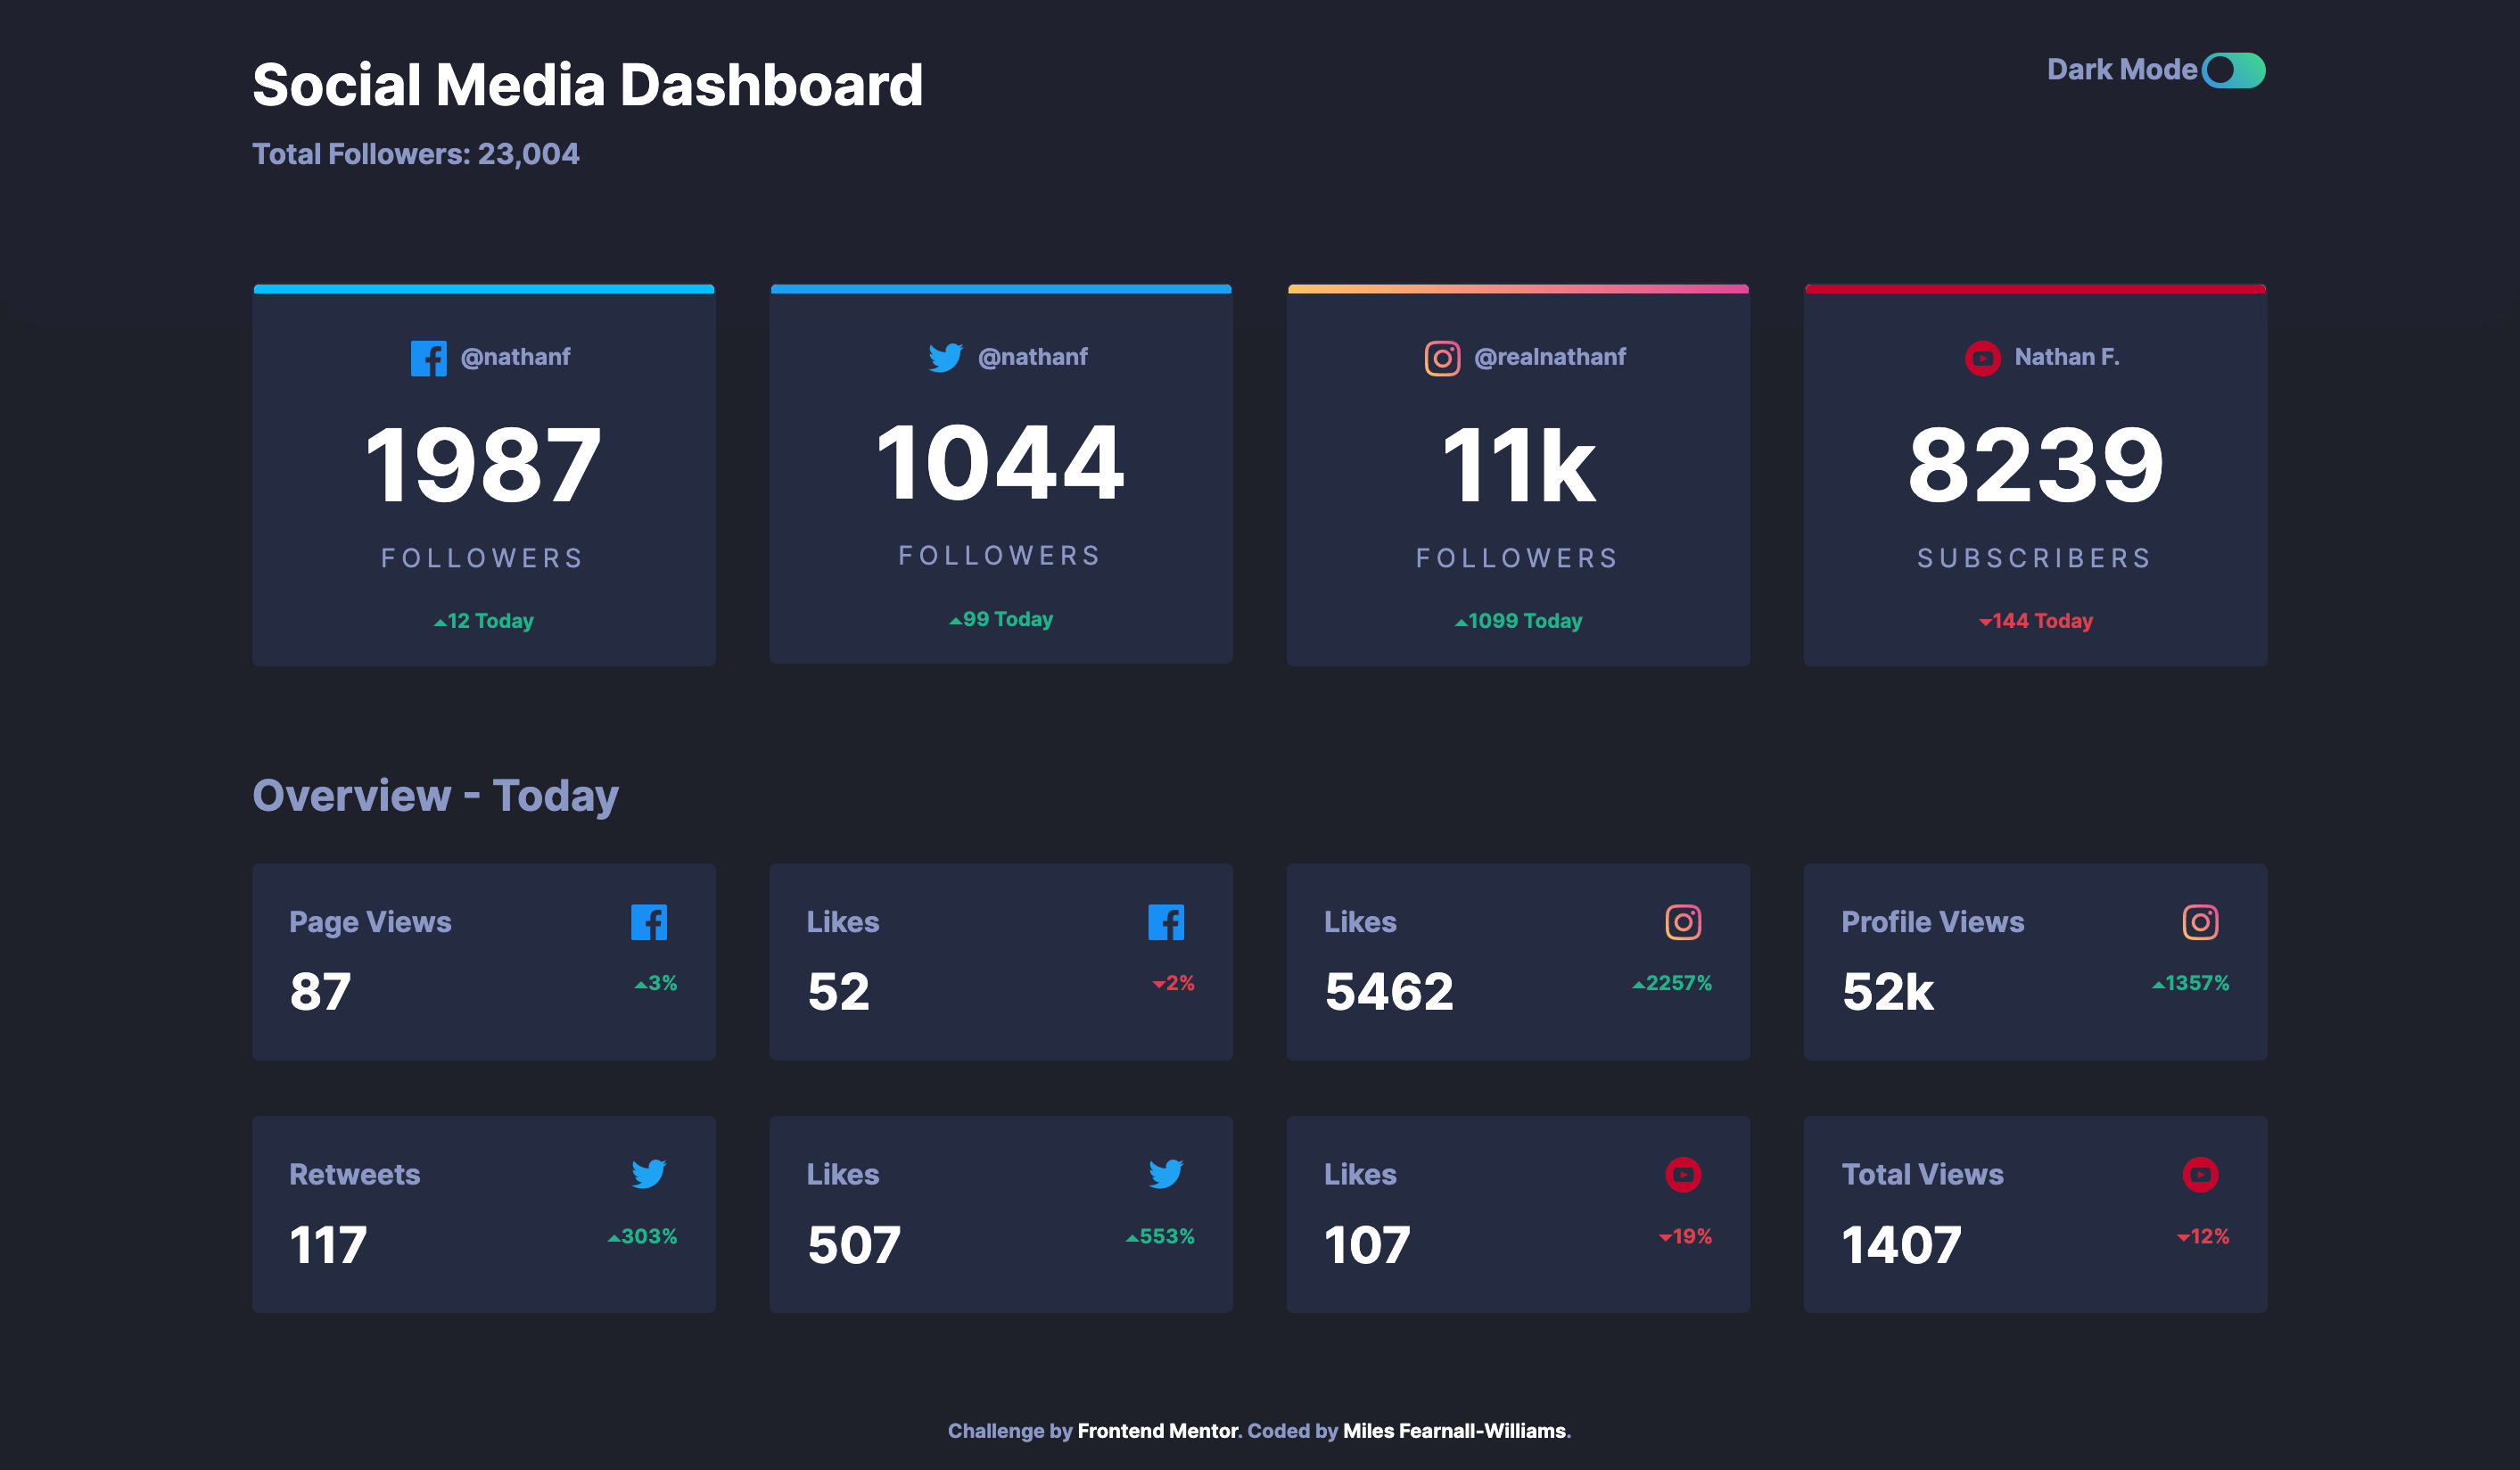 Social Media Dashboard
Dark Mode
Total Followers: 23,004
@nathanf
1987
FOLLOWERS
12 Today
@nathanf
1044
FOLLOWERS
99 Today
@realnathanf
11k
FOLLOWERS
1099 Today
Nathan F.
8239
SUBSCRIBERS
144 Today
Overview - Today
Page Views
87
3%
Likes
52
2%
Likes
5462
2257%
Profile Views
52k
1357%
Retweets
117
303%
Likes
507
553%
Likes
107
19%
Total Views
1407
12%
Challenge by Frontend Mentor. Coded by Miles Fearnall-Williams.